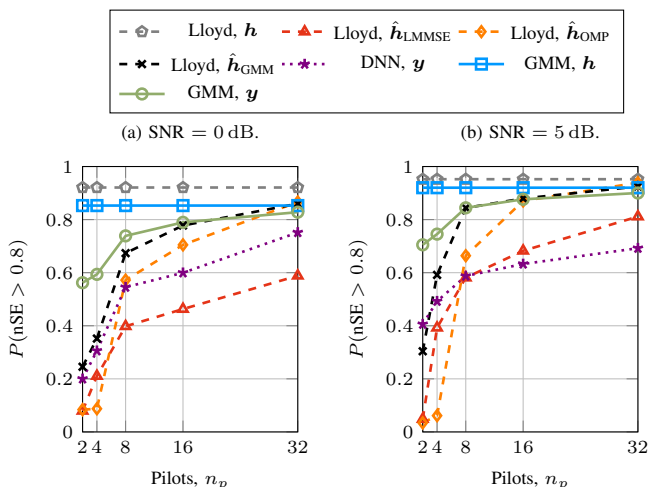 Lloyd, h Lloyd, ĥ_LMMSE Lloyd, ĥ_OMP
Lloyd, ĥ_GMM DNN, y GMM, h
GMM, y
(a) SNR = 0 dB.
1
0.8
0.6
0.4
0.2
0
P(nSE > 0.8)
2 4 8 16 32
Pilots, n_p
(b) SNR = 5 dB.
1
0.8
0.6
0.4
0.2
0
P(nSE > 0.8)
2 4 8 16 32
Pilots, n_p